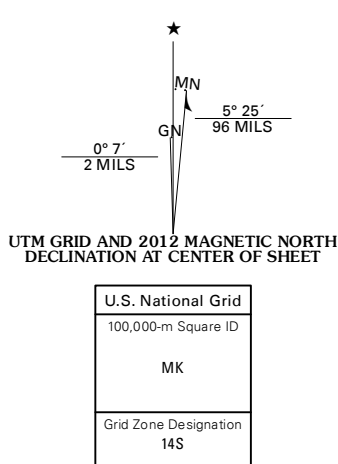 ★
MN
GN
5° 25´
96 MILS
0° 7´
2 MILS
UTM GRID AND 2012 MAGNETIC NORTH
DECLINATION AT CENTER OF SHEET
U.S. National Grid
100,000-m Square ID
MK
Grid Zone Designation
14S